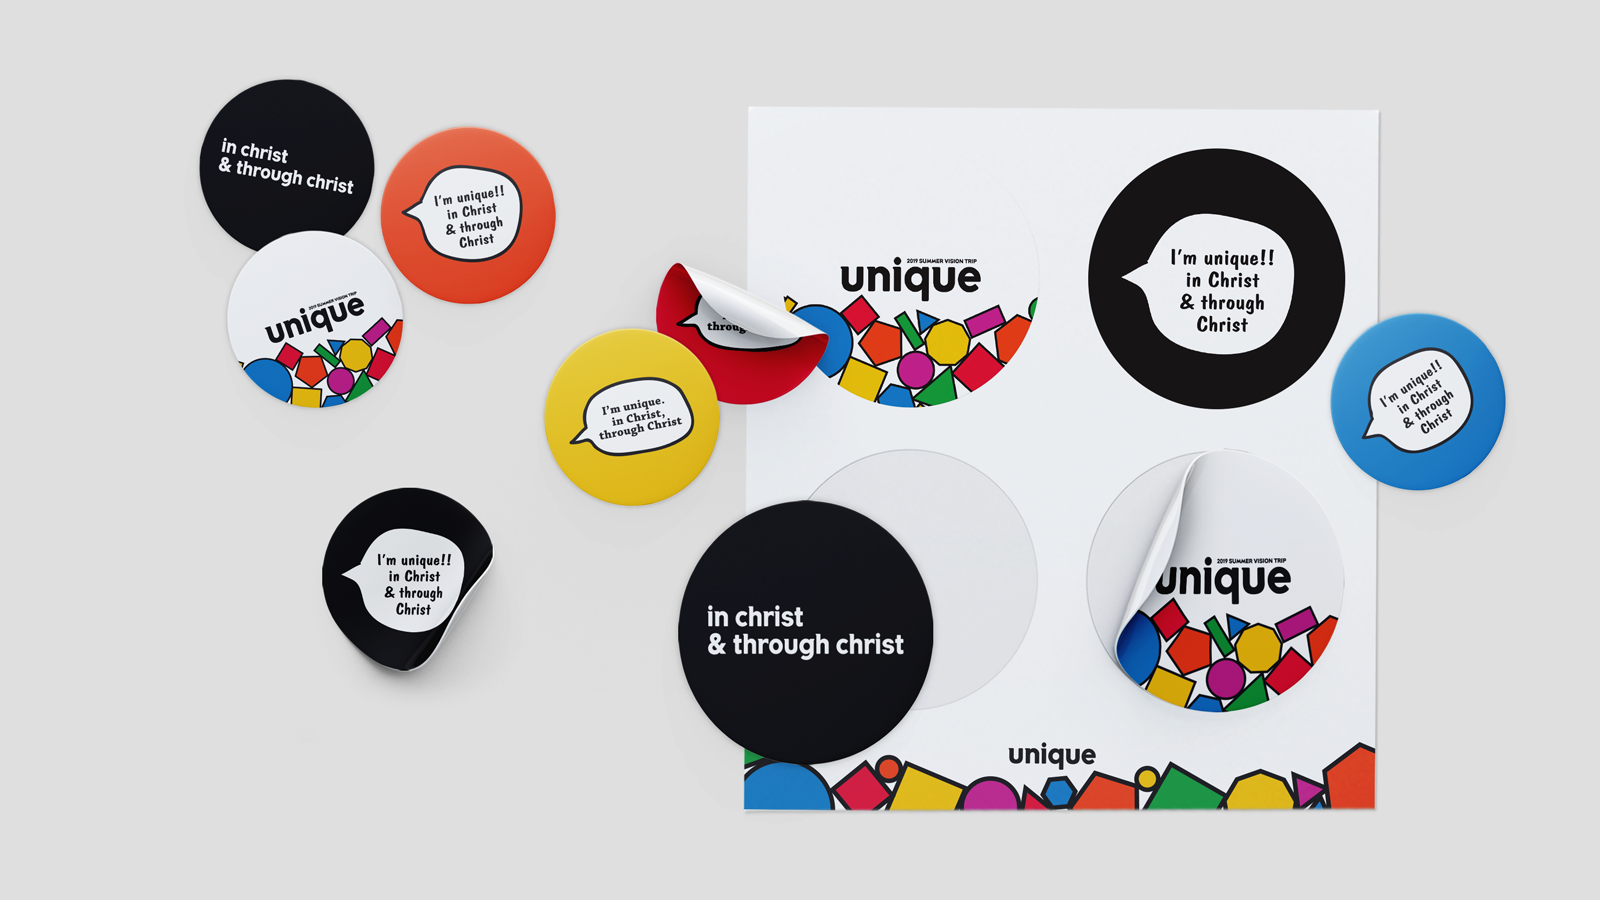 in christ
& through christ
I'm unique!!
in Christ
& through
Christ
2019 SUMMER VISION TRIP
unique
I'm unique.
in Christ,
through Christ
2019 SUMMER VISION TRIP
unique
I'm unique!!
in Christ
& through
Christ
I'm unique!!
in Christ
& through
Christ
I'm unique!!
in Christ
& through
Christ
in christ
& through christ
2019 SUMMER VISION TRIP
unique
unique